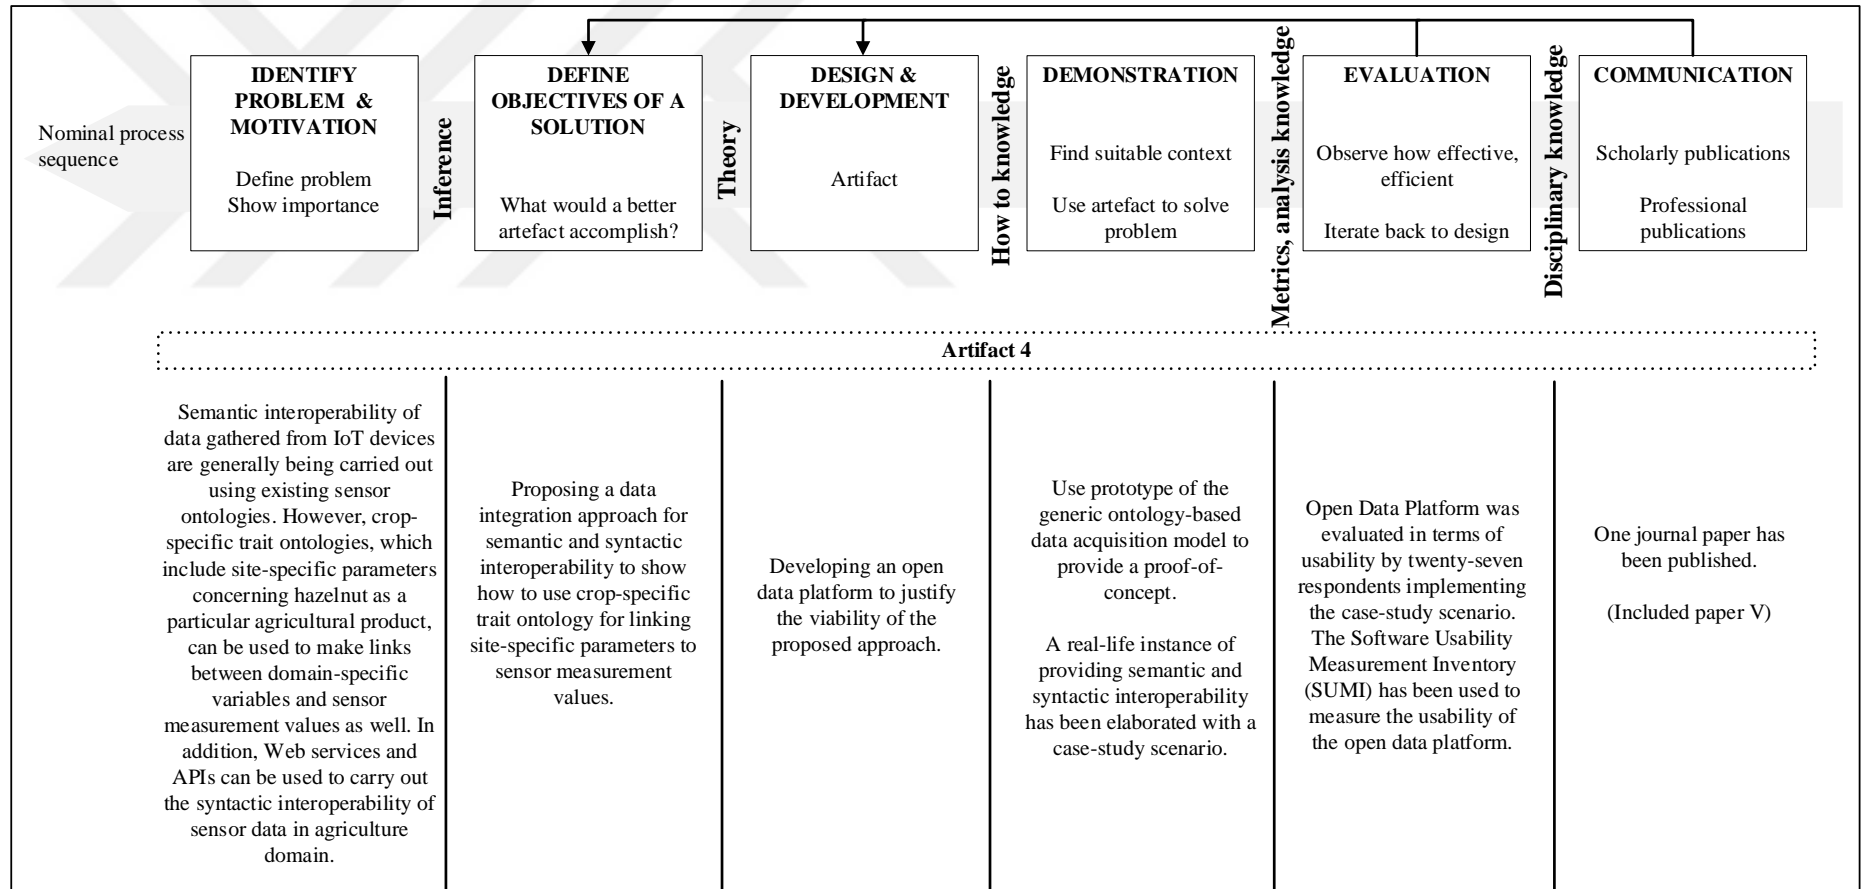 Nominal process
sequence
IDENTIFY
PROBLEM &
MOTIVATION
Define problem
Show importance
Inference
DEFINE
OBJECTIVES OF A
SOLUTION
What would a better
artefact accomplish?
Theory
DESIGN &
DEVELOPMENT
Artifact
How to knowledge
DEMONSTRATION
Find suitable context
Use artefact to solve
problem
Metrics, analysis knowledge
EVALUATION
Observe how effective,
efficient
Iterate back to design
Disciplinary knowledge
COMMUNICATION
Scholarly publications
Professional
publications
Artifact 4
Semantic interoperability of
data gathered from IoT devices
are generally being carried out
using existing sensor
ontologies. However, crop-
specific trait ontologies, which
include site-specific parameters
concerning hazelnut as a
particular agricultural product,
can be used to make links
between domain-specific
variables and sensor
measurement values as well. In
addition, Web services and
APIs can be used to carry out
the syntactic interoperability of
sensor data in agriculture
domain.
Proposing a data
integration approach for
semantic and syntactic
interoperability to show
how to use crop-specific
trait ontology for linking
site-specific parameters to
sensor measurement
values.
Developing an open
data platform to justify
the viability of the
proposed approach.
Use prototype of the
generic ontology-based
data acquisition model to
provide a proof-of-
concept.
A real-life instance of
providing semantic and
syntactic interoperability
has been elaborated with a
case-study scenario.
Open Data Platform was
evaluated in terms of
usability by twenty-seven
respondents implementing
the case-study scenario.
The Software Usability
Measurement Inventory
(SUMI) has been used to
measure the usability of
the open data platform.
One journal paper has
been published.
(Included paper V)